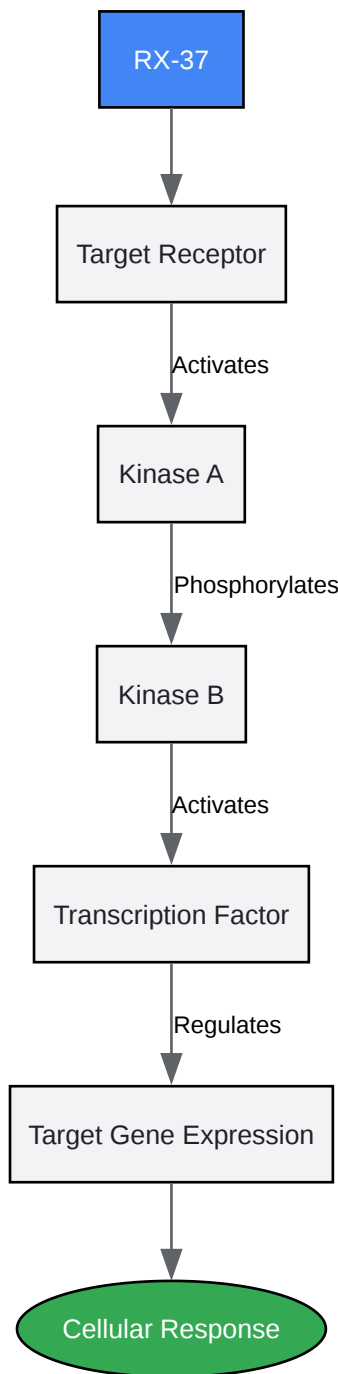 RX-37
Target Receptor
Activates
Kinase A
Phosphorylates
Kinase B
Activates
Transcription Factor
Regulates
Target Gene Expression
Cellular Response